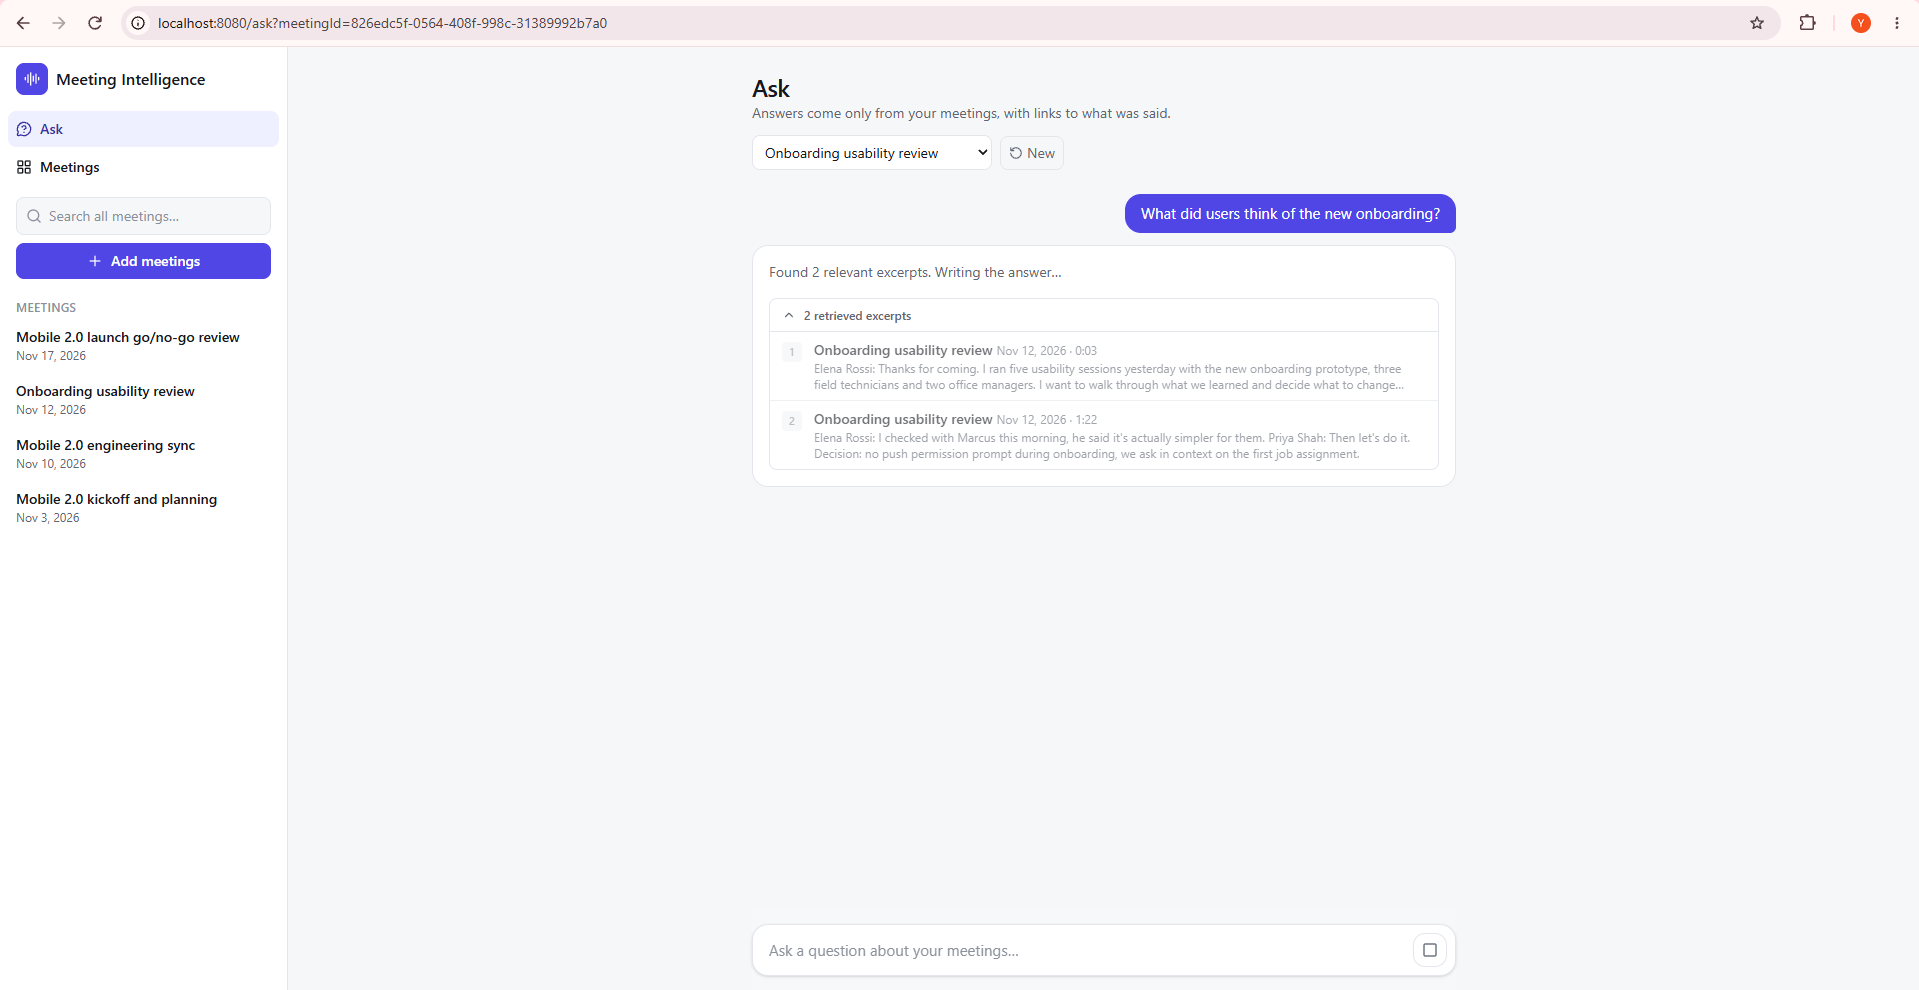 localhost:8080/ask?meetingId=826edc5f-0564-408f-998c-31389992b7a0
Y
Meeting Intelligence
Ask
Meetings
Search all meetings...
+ Add meetings
MEETINGS
Mobile 2.0 launch go/no-go review
Nov 17, 2026
Onboarding usability review
Nov 12, 2026
Mobile 2.0 engineering sync
Nov 10, 2026
Mobile 2.0 kickoff and planning
Nov 3, 2026
Ask
Answers come only from your meetings, with links to what was said.
Onboarding usability review
New
What did users think of the new onboarding?
Found 2 relevant excerpts. Writing the answer...
2 retrieved excerpts
1 Onboarding usability review Nov 12, 2026 · 0:03
Elena Rossi: Thanks for coming. I ran five usability sessions yesterday with the new onboarding prototype, three
field technicians and two office managers. I want to walk through what we learned and decide what to change...
2 Onboarding usability review Nov 12, 2026 · 1:22
Elena Rossi: I checked with Marcus this morning, he said it's actually simpler for them. Priya Shah: Then let's do it.
Decision: no push permission prompt during onboarding, we ask in context on the first job assignment.
Ask a question about your meetings...